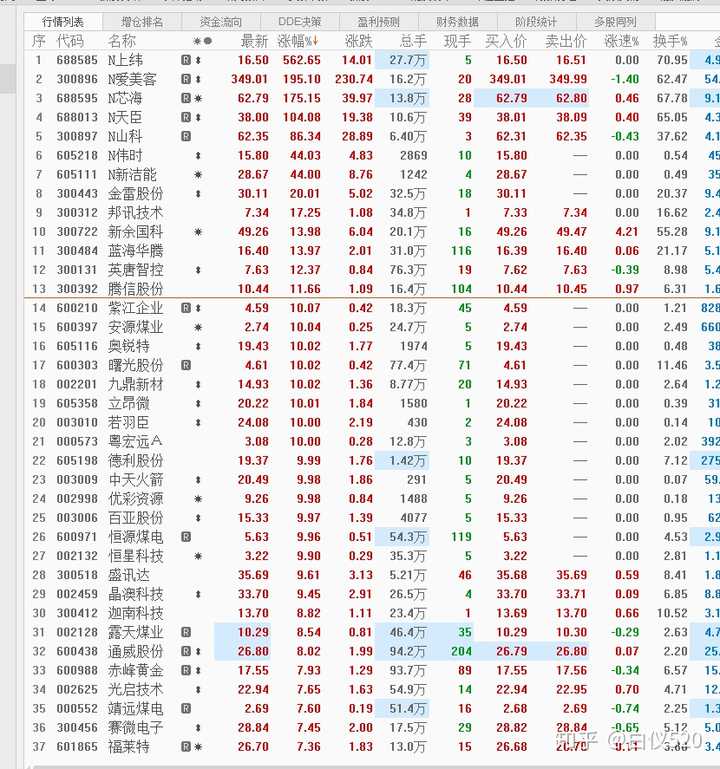 行情列表 增仓排名 资金流向 DDE决策 盈利预测 财务数据 阶段统计 多股同列
序 代码 名称 最新 涨幅%↓ 涨跌 总手 现手 买入价 卖出价 涨速% 换手%
1 688585 N上纬 R 16.50 562.65 14.01 27.7万 5 16.50 16.51 0.00 70.95 4.9
2 300896 N爱美客 R 349.01 195.10 230.74 16.2万 20 349.01 349.99 -1.40 62.47 54.
3 688595 N芯海 R 62.79 175.15 39.97 13.8万 28 62.79 62.80 0.46 67.78 9.1
4 688013 N天臣 R 38.00 104.08 19.38 10.6万 39 38.01 38.09 0.40 65.05 4.3
5 300897 N山科 R 62.35 86.34 28.89 6.40万 3 62.31 62.35 -0.43 37.62 4.1
6 605218 N伟时 15.80 44.03 4.83 2869 10 15.80 — 0.00 0.54 45
7 605111 N新洁能 28.67 44.00 8.76 1242 4 28.67 — 0.00 0.49 35
8 300443 金雷股份 30.11 20.01 5.02 32.5万 18 30.11 — 0.00 20.37 9.4
9 300312 邦讯技术 7.34 17.25 1.08 34.8万 1 7.33 7.34 0.00 16.62 2.4
10 300722 新余国科 49.26 13.98 6.04 20.1万 16 49.26 49.47 4.21 55.28 9.1
11 300484 蓝海华腾 16.40 13.97 2.01 31.0万 116 16.39 16.40 0.06 21.17 5.1
12 300131 英唐智控 7.63 12.37 0.84 76.3万 19 7.62 7.63 -0.39 8.98 5.4
13 300392 腾信股份 10.44 11.66 1.09 16.4万 104 10.44 10.45 0.97 6.31 1.6
14 600210 紫江企业 R 4.59 10.07 0.42 18.3万 45 4.59 — 0.00 1.21 828
15 600397 安源煤业 2.74 10.04 0.25 24.7万 5 2.74 — 0.00 2.49 660
16 605116 奥锐特 19.43 10.02 1.77 1974 5 19.43 — 0.00 0.48 38
17 600303 曙光股份 R 4.61 10.02 0.42 77.4万 71 4.61 — 0.00 11.46 3.5
18 002201 九鼎新材 14.93 10.02 1.36 8.77万 20 14.93 — 0.00 2.64 1.2
19 605358 立昂微 20.22 10.01 1.84 1580 1 20.22 — 0.00 0.39 31
20 003010 若羽臣 24.08 10.00 2.19 430 2 24.08 — 0.00 0.14 10
21 000573 粤宏远A 3.08 10.00 0.28 12.8万 3 3.08 — 0.00 2.02 392
22 605198 德利股份 19.37 9.99 1.76 1.42万 10 19.37 — 0.00 7.12 275
23 003009 中天火箭 20.49 9.98 1.86 291 5 20.49 — 0.00 0.07 59.
24 002998 优彩资源 9.26 9.98 0.84 1488 5 9.26 — 0.00 0.18 13
25 003006 百亚股份 15.33 9.97 1.39 4077 5 15.33 — 0.00 0.95 62
26 600971 恒源煤电 R 5.63 9.96 0.51 54.3万 119 5.63 — 0.00 4.53 2.9
27 002132 恒星科技 3.22 9.90 0.29 35.3万 5 3.22 — 0.00 2.81 1.1
28 300518 盛讯达 35.69 9.61 3.13 5.21万 46 35.68 35.69 0.59 8.41 1.8
29 002459 晶澳科技 33.70 9.45 2.91 26.5万 4 33.70 33.71 0.09 6.85 8.8
30 300412 迦南科技 13.70 8.82 1.11 23.4万 1 13.69 13.70 0.66 10.52 3.1
31 002128 露天煤业 R 10.29 8.54 0.81 46.4万 35 10.29 10.30 -0.29 2.63 4.7
32 600438 通威股份 R 26.80 8.02 1.99 94.2万 204 26.79 26.80 -0.32 2.20 25.
33 600988 赤峰黄金 R 17.55 7.93 1.29 93.7万 89 17.55 17.56 -0.34 6.57 15.
34 002625 光启技术 22.94 7.65 1.63 54.9万 14 22.94 22.95 0.70 4.71 12.
35 000552 靖远煤电 R 2.69 7.60 0.19 51.4万 16 2.68 2.69 -0.74 2.25 1.3
36 300456 赛微电子 28.84 7.45 2.00 17.5万 29 28.82 28.84 -0.65 5.12 5.0
37 601865 福莱特 R 26.70 7.36 1.83 13.0万 15 26.68 26.70 0.11 3.4
知乎 @白仪520